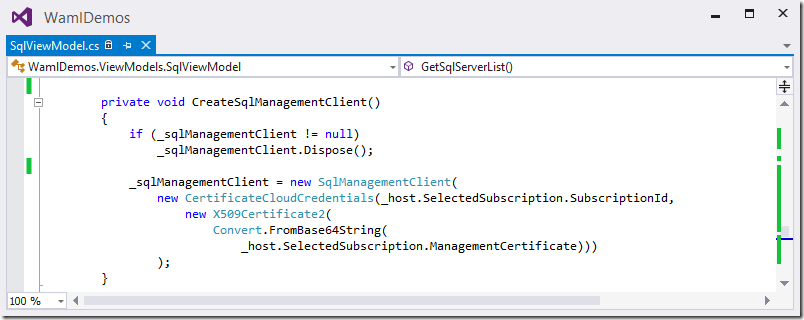 WamlDemos
SqlViewModel.cs
WamlDemos.ViewModels.SqlViewModel GetSqlServerList()
private void CreateSqlManagementClient()
{
if (_sqlManagementClient != null)
_sqlManagementClient.Dispose();
_sqlManagementClient = new SqlManagementClient(
new CertificateCloudCredentials(_host.SelectedSubscription.SubscriptionId,
new X509Certificate2(
Convert.FromBase64String(
_host.SelectedSubscription.ManagementCertificate)))
);
}
100 %